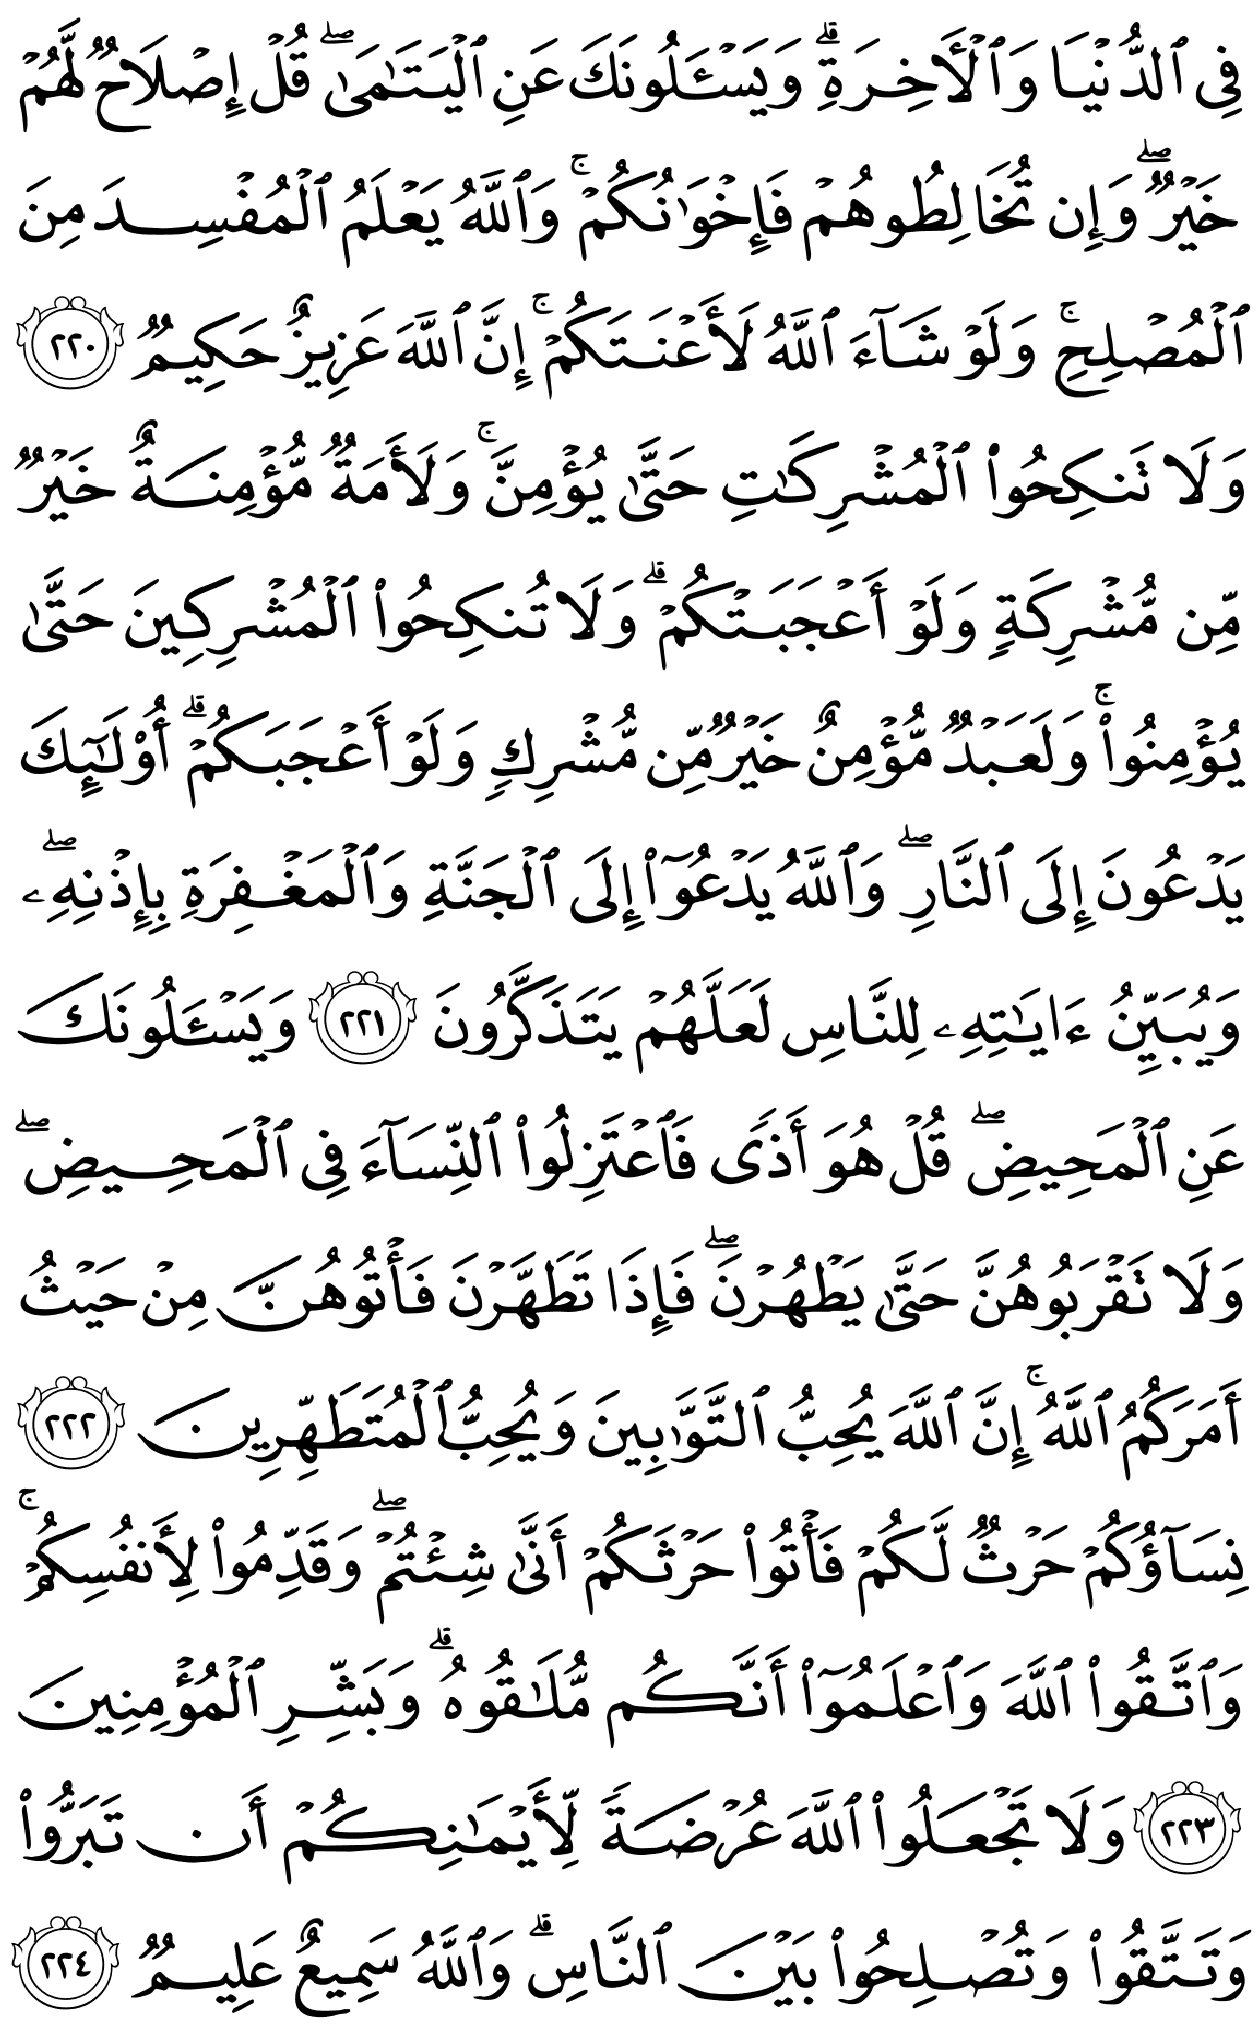 فِي ٱلدُّنۡيَا وَٱلۡأٓخِرَةِۗ وَيَسۡـَٔلُونَكَ عَنِ ٱلۡيَتَٰمَىٰۖ قُلۡ إِصۡلَاحٞ لَّهُمۡ
خَيۡرٞۖ وَإِن تُخَالِطُوهُمۡ فَإِخۡوَٰنُكُمۡۚ وَٱللَّهُ يَعۡلَمُ ٱلۡمُفۡسِدَ مِنَ
ٱلۡمُصۡلِحِۚ وَلَوۡ شَآءَ ٱللَّهُ لَأَعۡنَتَكُمۡۚ إِنَّ ٱللَّهَ عَزِيزٌ حَكِيمٞ ٢٢٠
وَلَا تَنكِحُواْ ٱلۡمُشۡرِكَٰتِ حَتَّىٰ يُؤۡمِنَّۚ وَلَأَمَةٞ مُّؤۡمِنَةٌ خَيۡرٞ
مِّن مُّشۡرِكَةٖ وَلَوۡ أَعۡجَبَتۡكُمۡۗ وَلَا تُنكِحُواْ ٱلۡمُشۡرِكِينَ حَتَّىٰ
يُؤۡمِنُواْۚ وَلَعَبۡدٞ مُّؤۡمِنٌ خَيۡرٞ مِّن مُّشۡرِكٖ وَلَوۡ أَعۡجَبَكُمۡۗ أُوْلَٰٓئِكَ
يَدۡعُونَ إِلَى ٱلنَّارِۖ وَٱللَّهُ يَدۡعُوٓاْ إِلَى ٱلۡجَنَّةِ وَٱلۡمَغۡفِرَةِ بِإِذۡنِهِۦۖ
وَيُبَيِّنُ ءَايَٰتِهِۦ لِلنَّاسِ لَعَلَّهُمۡ يَتَذَكَّرُونَ ٢٢١ وَيَسۡـَٔلُونَكَ
عَنِ ٱلۡمَحِيضِۖ قُلۡ هُوَ أَذٗى فَٱعۡتَزِلُواْ ٱلنِّسَآءَ فِي ٱلۡمَحِيضِۖ
وَلَا تَقۡرَبُوهُنَّ حَتَّىٰ يَطۡهُرۡنَۖ فَإِذَا تَطَهَّرۡنَ فَأۡتُوهُنَّ مِنۡ حَيۡثُ
أَمَرَكُمُ ٱللَّهُۚ إِنَّ ٱللَّهَ يُحِبُّ ٱلتَّوَّٰبِينَ وَيُحِبُّ ٱلۡمُتَطَهِّرِينَ ٢٢٢
نِسَآؤُكُمۡ حَرۡثٞ لَّكُمۡ فَأۡتُواْ حَرۡثَكُمۡ أَنَّىٰ شِئۡتُمۡۖ وَقَدِّمُواْ لِأَنفُسِكُمۡۚ
وَٱتَّقُواْ ٱللَّهَ وَٱعۡلَمُوٓاْ أَنَّكُم مُّلَٰقُوهُۗ وَبَشِّرِ ٱلۡمُؤۡمِنِينَ
٢٢٣ وَلَا تَجۡعَلُواْ ٱللَّهَ عُرۡضَةٗ لِّأَيۡمَٰنِكُمۡ أَن تَبَرُّواْ
وَتَتَّقُواْ وَتُصۡلِحُواْ بَيۡنَ ٱلنَّاسِۗ وَٱللَّهُ سَمِيعٌ عَلِيمٞ ٢٢٤